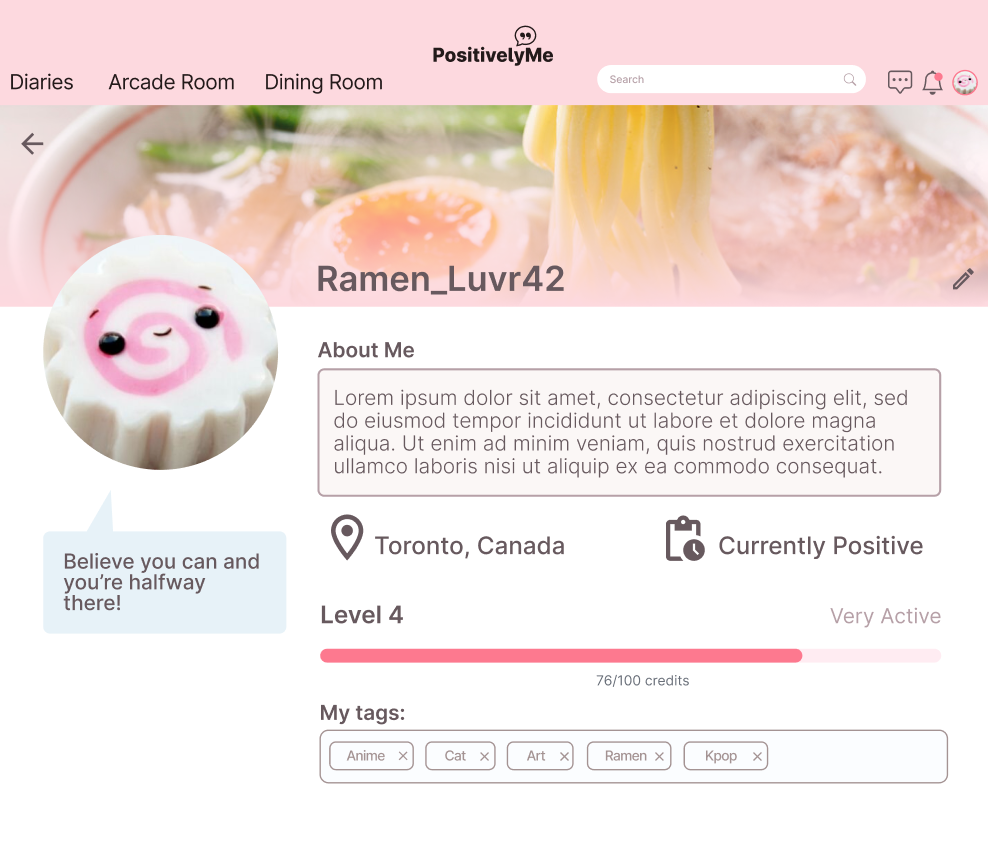 PositivelyMe
Diaries
Arcade Room
Dining Room
Search
Ramen_Luvr42
About Me
Lorem ipsum dolor sit amet, consectetur adipiscing elit, sed
do eiusmod tempor incididunt ut labore et dolore magna
aliqua. Ut enim ad minim veniam, quis nostrud exercitation
ullamco laboris nisi ut aliquip ex ea commodo consequat.
Toronto, Canada
Currently Positive
Believe you can and
you’re halfway
there!
Level 4
Very Active
76/100 credits
My tags:
Anime
Cat
Art
Ramen
Kpop